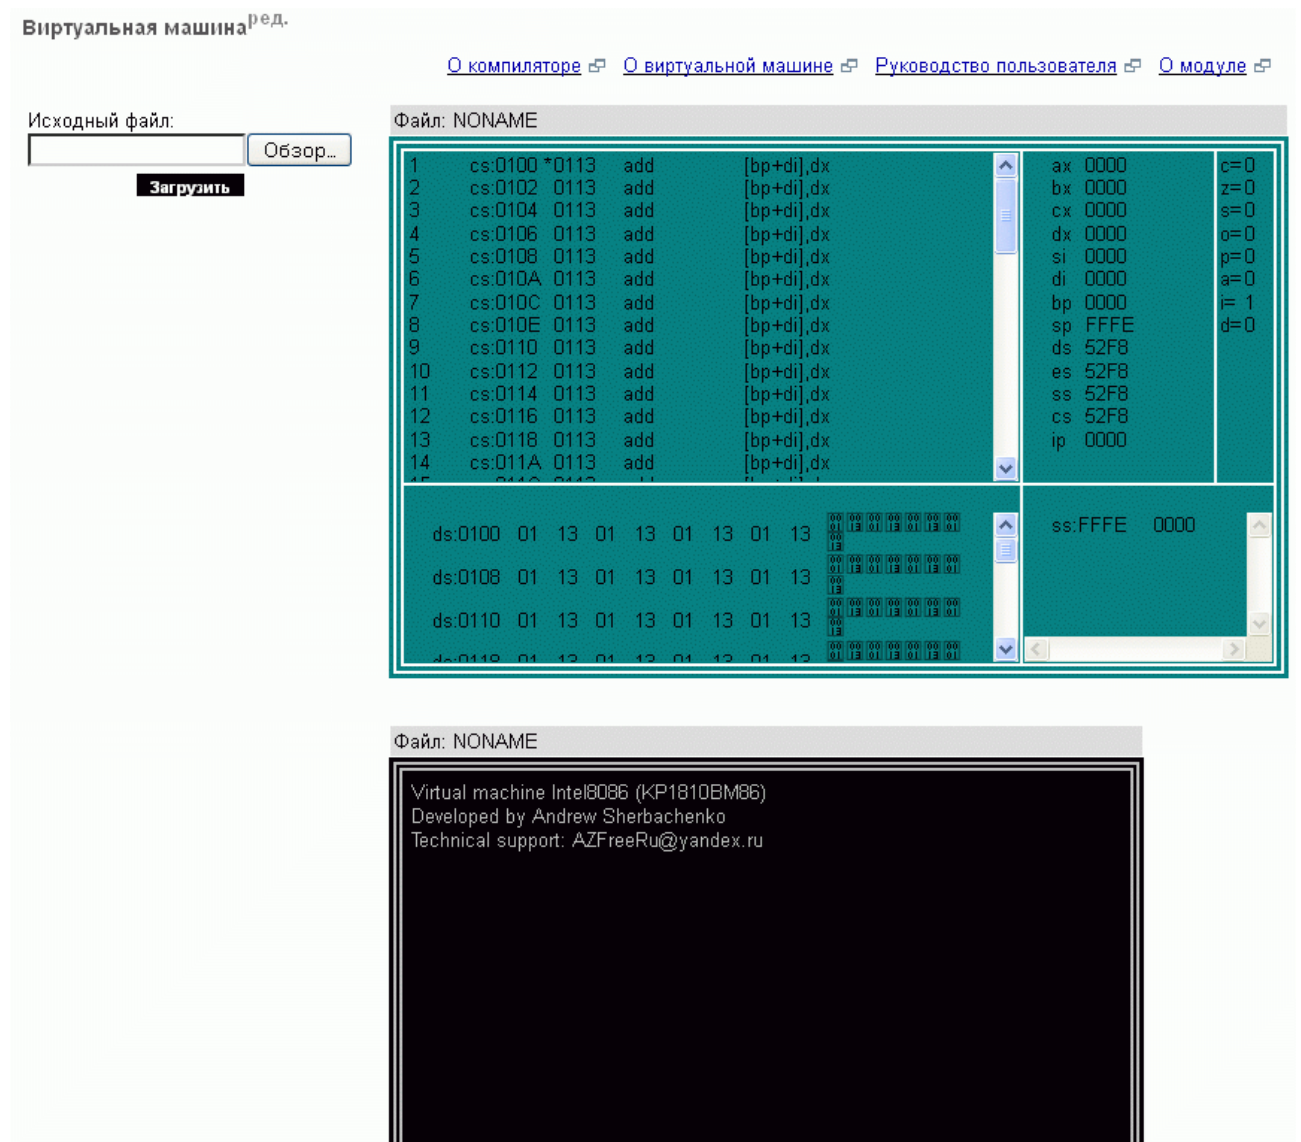 Виртуальная машина ред.
О компиляторе О виртуальной машине Руководство пользователя О модуле
Исходный файл:
Обзор...
Загрузить
Файл: NONAME
1 cs:0100 *0113 add [bp+di],dx
2 cs:0102 0113 add [bp+di],dx
3 cs:0104 0113 add [bp+di],dx
4 cs:0106 0113 add [bp+di],dx
5 cs:0108 0113 add [bp+di],dx
6 cs:010A 0113 add [bp+di],dx
7 cs:010C 0113 add [bp+di],dx
8 cs:010E 0113 add [bp+di],dx
9 cs:0110 0113 add [bp+di],dx
10 cs:0112 0113 add [bp+di],dx
11 cs:0114 0113 add [bp+di],dx
12 cs:0116 0113 add [bp+di],dx
13 cs:0118 0113 add [bp+di],dx
14 cs:011A 0113 add [bp+di],dx
ax 0000
bx 0000
cx 0000
dx 0000
si 0000
di 0000
bp 0000
sp FFFE
ds 52F8
es 52F8
ss 52F8
cs 52F8
ip 0000
c=0
z=0
s=0
o=0
p=0
a=0
i= 1
d=0
ds:0100 01 13 01 13 01 13 01 13
ds:0108 01 13 01 13 01 13 01 13
ds:0110 01 13 01 13 01 13 01 13
ds:0118 01 13 01 13 01 13 01 13
ss:FFFE 0000
Файл: NONAME
Virtual machine Intel8086 (KP1810BM86)
Developed by Andrew Sherbachenko
Technical support: AZFreeRu@yandex.ru